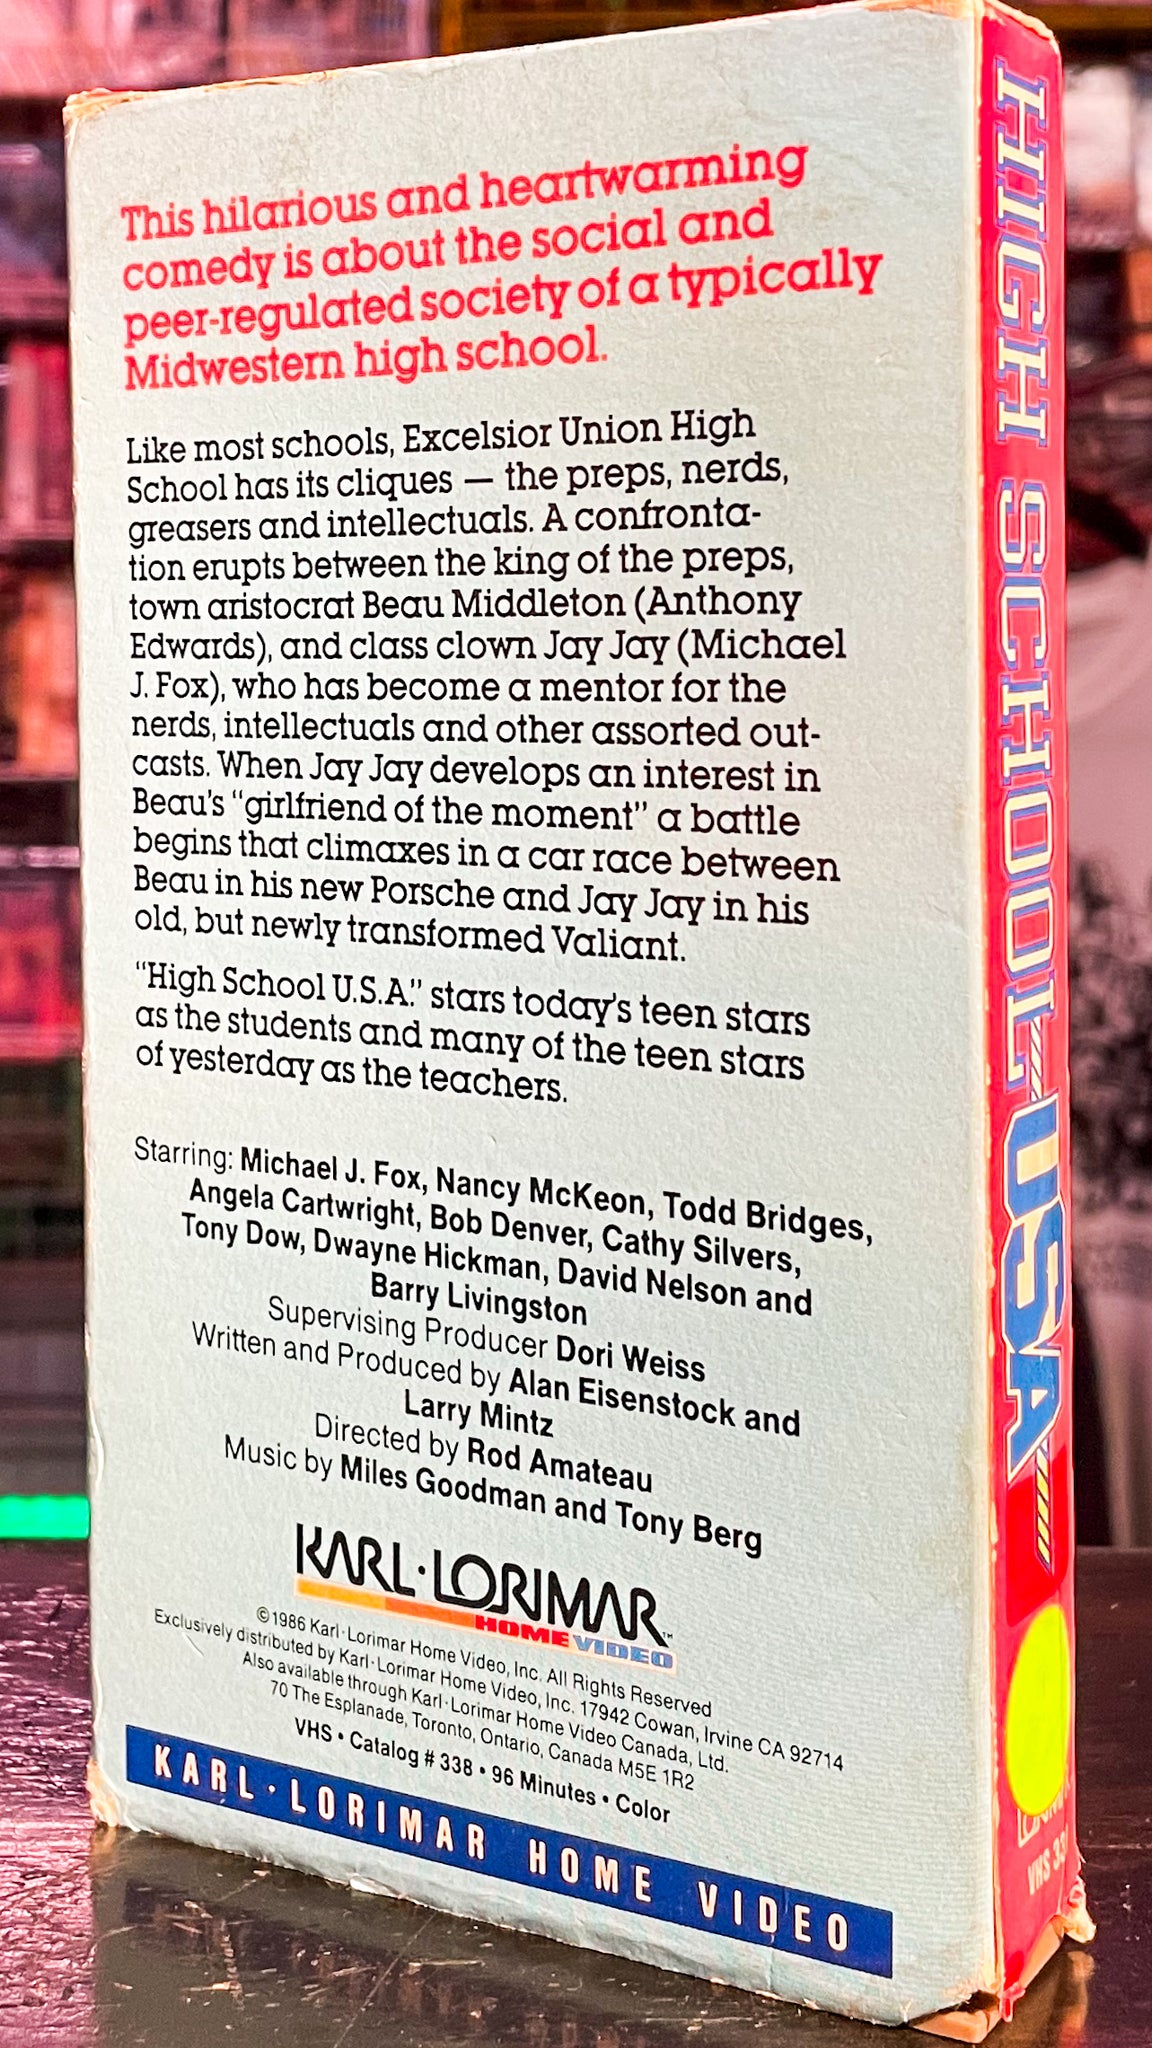 This hilarious and heartwarming
comedy is about the social and
peer-regulated society of a typically
Midwestern high school.
Like most schools, Excelsior Union High
School has its cliques — the preps, nerds,
greasers and intellectuals. A confronta-
tion erupts between the king of the preps,
town aristocrat Beau Middleton (Anthony
Edwards), and class clown Jay Jay (Michael
J. Fox), who has become a mentor for the
nerds, intellectuals and other assorted out-
casts. When Jay Jay develops an interest in
Beau's "girlfriend of the moment" a battle
begins that climaxes in a car race between
Beau in his new Porsche and Jay Jay in his
old, but newly transformed Valiant.
"High School U.S.A." stars today's teen stars
as the students and many of the teen stars
of yesterday as the teachers.
Starring: Michael J. Fox, Nancy McKeon, Todd Bridges,
Angela Cartwright, Bob Denver, Cathy Silvers,
Tony Dow, Dwayne Hickman, David Nelson and
Barry Livingston
Supervising Producer Dori Weiss
Written and Produced by Alan Eisenstock and
Larry Mintz
Directed by Rod Amateau
Music by Miles Goodman and Tony Berg
KARL·LORIMAR™
HOME VIDEO
©1986 Karl·Lorimar Home Video, Inc. All Rights Reserved
Exclusively distributed by Karl·Lorimar Home Video, Inc. 17942 Cowan, Irvine CA 92714
Also available through Karl·Lorimar Home Video Canada, Ltd.
70 The Esplanade, Toronto, Ontario, Canada M5E 1R2
VHS • Catalog # 338 • 96 Minutes • Color
KARL·LORIMAR HOME VIDEO
HIGH SCHOOL USA
VHS